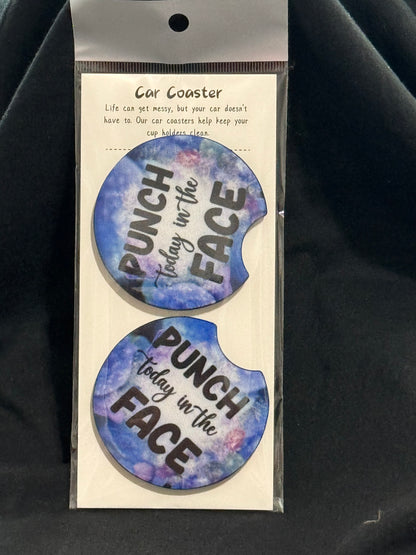 Car Coaster
Life can get messy, but your car doesn't
have to. Our car coasters help keep your
cup holders clean.
PUNCH
today in the
FACE
PUNCH
today in the
FACE